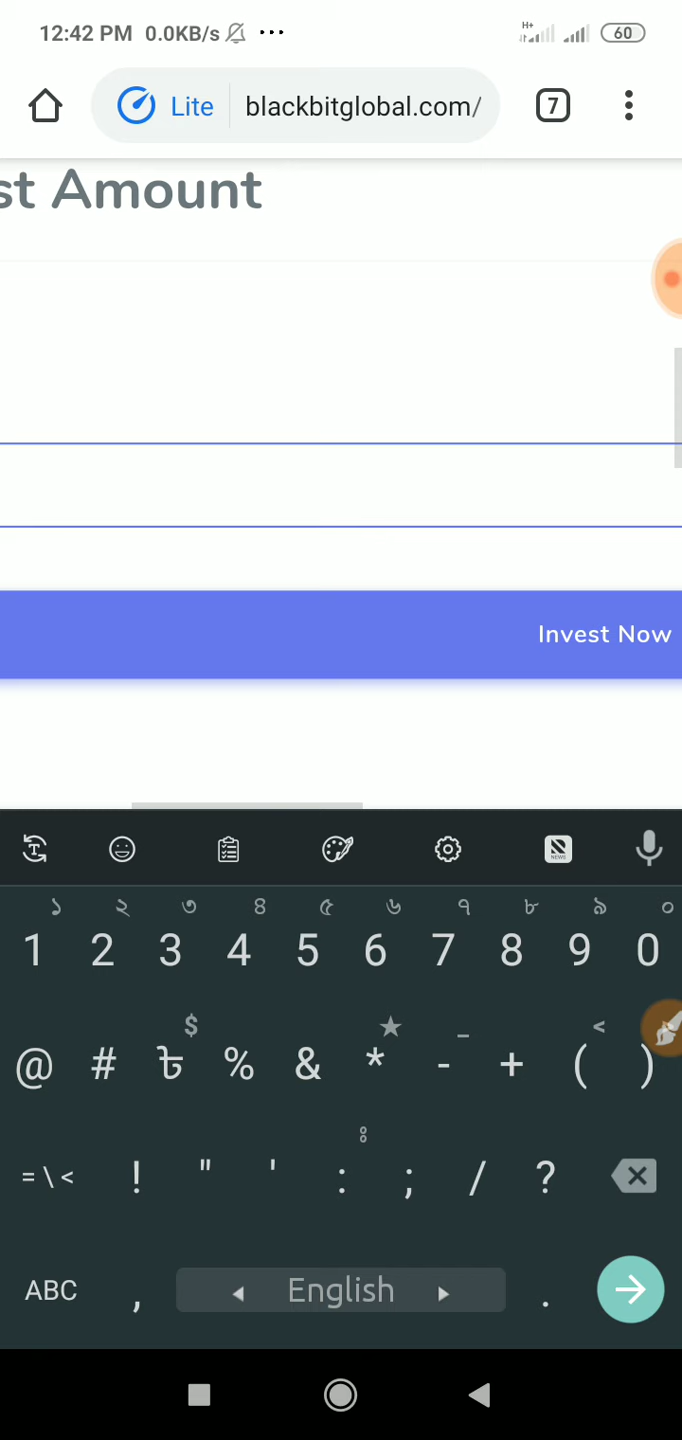 12:42 PM 0.0KB/s ... H+ 60
Lite blackbitglobal.com/ 7
st Amount
Invest Now
NEWS
১ ২ ৩ ৪ ৫ ৬ ৭ ৮ ৯ ০
1 2 3 4 5 6 7 8 9 0
$ ★ _ <
@ # ৳ % & * - + ( )
ঃ
= \ < ! " ' : ; / ?
ABC , English .